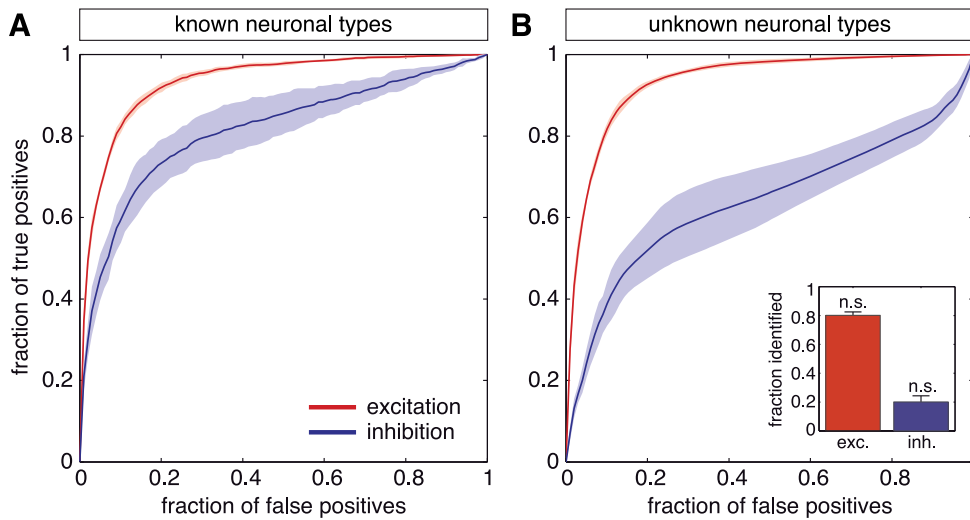 A
known neuronal types
B
unknown neuronal types
fraction of true positives
1
0.8
0.6
0.4
0.2
0
0
0.2
0.4
0.6
0.8
1
fraction of false positives
excitation
inhibition
1
0.8
0.6
0.4
0.2
0
0
0.2
0.4
0.6
0.8
fraction of false positives
fraction identified
1
0.8
0.6
0.4
0.2
0
n.s.
n.s.
exc.
inh.